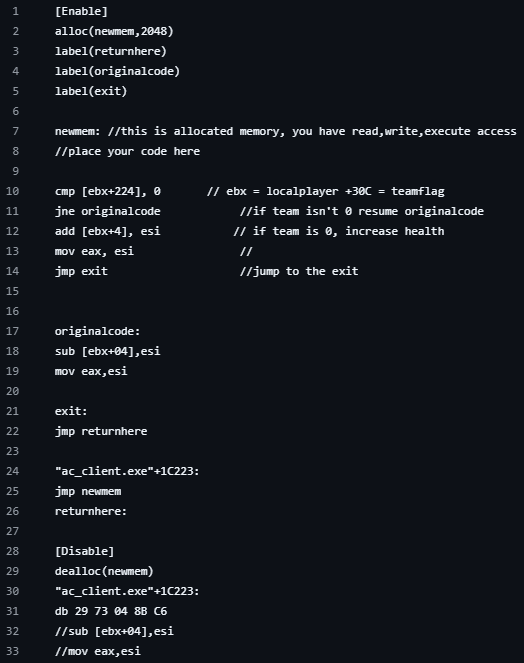 1 [Enable]
2 alloc(newmem,2048)
3 label(returnhere)
4 label(originalcode)
5 label(exit)
6
7 newmem: //this is allocated memory, you have read,write,execute access
8 //place your code here
9
10 cmp [ebx+224], 0 // ebx = localplayer +30C = teamflag
11 jne originalcode //if team isn't 0 resume originalcode
12 add [ebx+4], esi // if team is 0, increase health
13 mov eax, esi //
14 jmp exit //jump to the exit
15
16
17 originalcode:
18 sub [ebx+04],esi
19 mov eax,esi
20
21 exit:
22 jmp returnhere
23
24 "ac_client.exe"+1C223:
25 jmp newmem
26 returnhere:
27
28 [Disable]
29 dealloc(newmem)
30 "ac_client.exe"+1C223:
31 db 29 73 04 8B C6
32 //sub [ebx+04],esi
33 //mov eax,esi